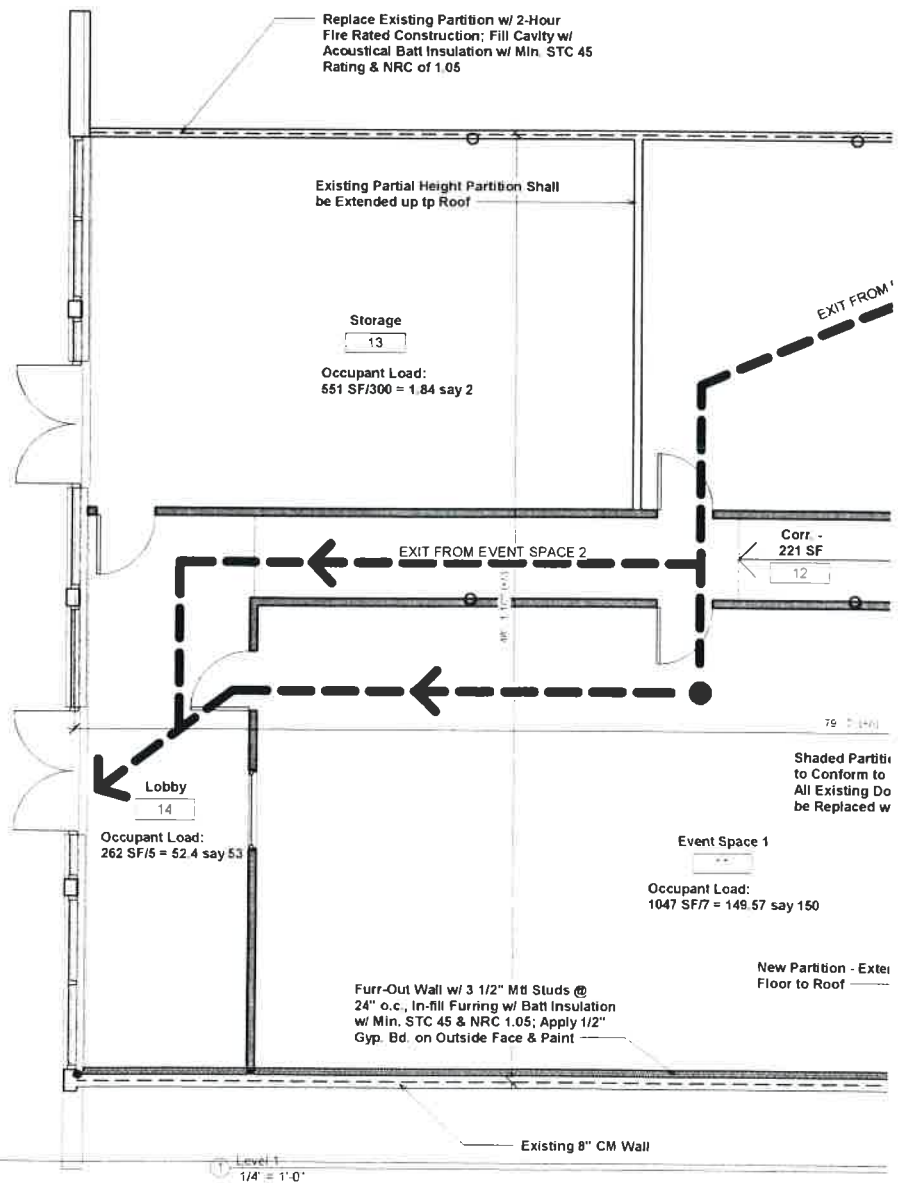 Replace Existing Partition w/ 2-Hour
Fire Rated Construction; Fill Cavity w/
Acoustical Batt Insulation w/ Min. STC 45
Rating & NRC of 1.05
Existing Partial Height Partition Shall
be Extended up tp Roof
EXIT FROM
Storage
13
Occupant Load:
551 SF/300 = 1.84 say 2
EXIT FROM EVENT SPACE 2
Corr. -
221 SF
12
79
Shaded Partiti
to Conform to
All Existing Do
be Replaced w
Lobby
14
Occupant Load:
262 SF/5 = 52.4 say 53
Event Space 1
Occupant Load:
1047 SF/7 = 149.57 say 150
New Partition - Exte
Floor to Roof
Furr-Out Wall w/ 3 1/2" Mtl Studs @
24" o.c., In-fill Furring w/ Batt Insulation
w/ Min. STC 45 & NRC 1.05; Apply 1/2"
Gyp. Bd. on Outside Face & Paint
Existing 8" CM Wall
1 Level 1
1/4" = 1'-0"